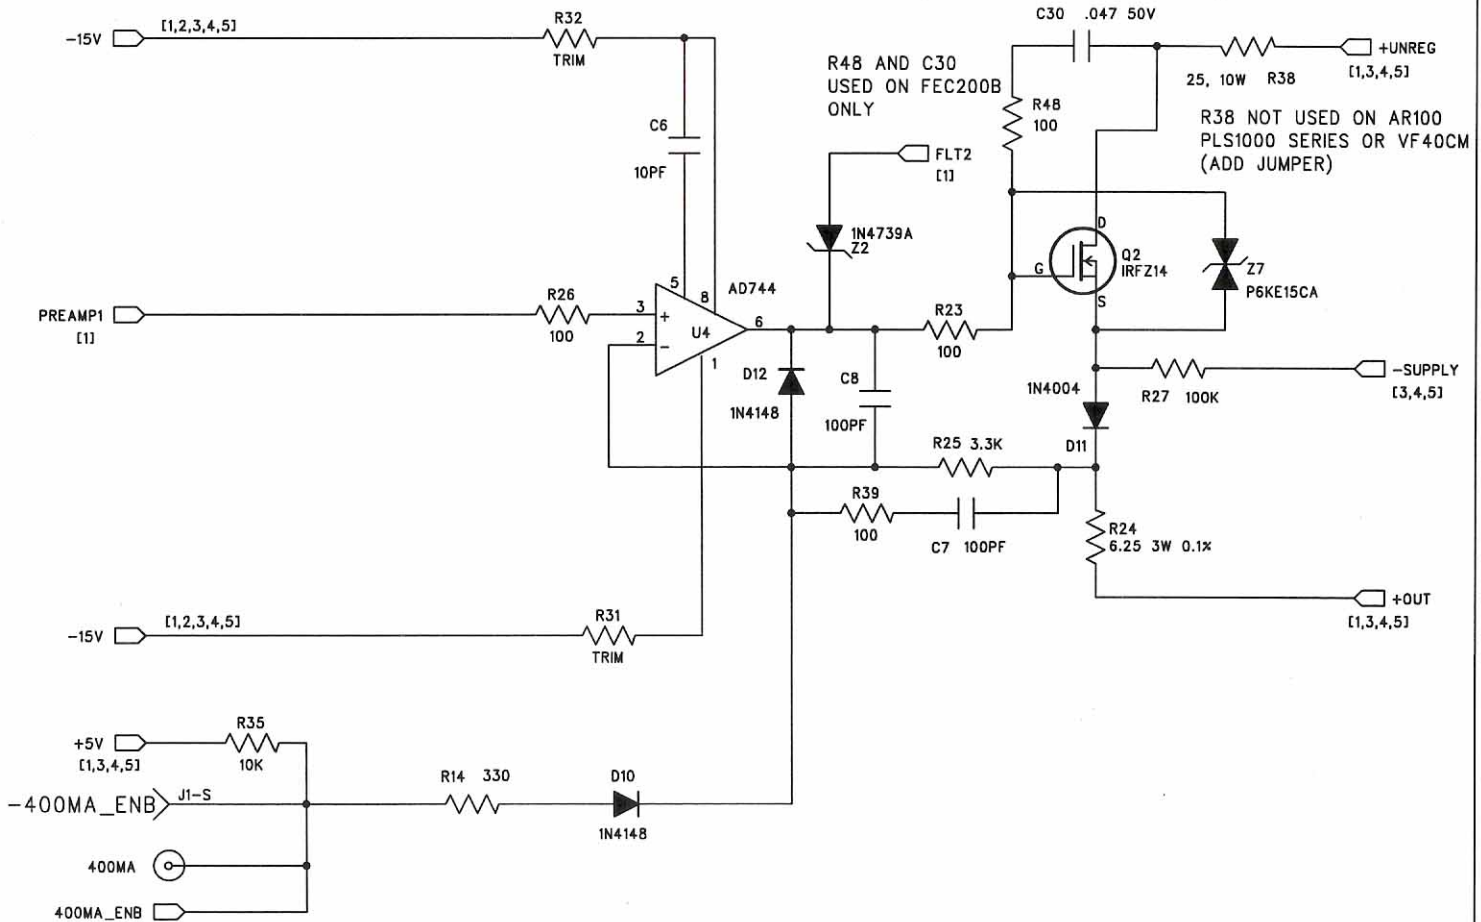 C30 .047 50V
R32
[1,2,3,4,5]
-15V
TRIM
+UNREG
[1,3,4,5]
25, 10W R38
R48 AND C30
USED ON FEC200B
ONLY
R48
100
R38 NOT USED ON AR100
PLS1000 SERIES OR VF40CM
(ADD JUMPER)
C6
10PF
FLT2
[1]
1N4739A
Z2
D
Q2
IRFZ14
G
S
Z7
P6KE15CA
5
8
AD744
R26
PREAMP1
[1]
100
3
+
2
-
U4
6
1
R23
100
D12
1N4148
C8
100PF
1N4004
D11
R27 100K
-SUPPLY
[3,4,5]
R25 3.3K
R39
100
C7 100PF
R24
6.25 3W 0.1%
+OUT
[1,3,4,5]
R31
[1,2,3,4,5]
-15V
TRIM
R35
+5V
[1,3,4,5]
10K
R14 330
D10
1N4148
-400MA_ENB
J1-S
400MA
400MA_ENB